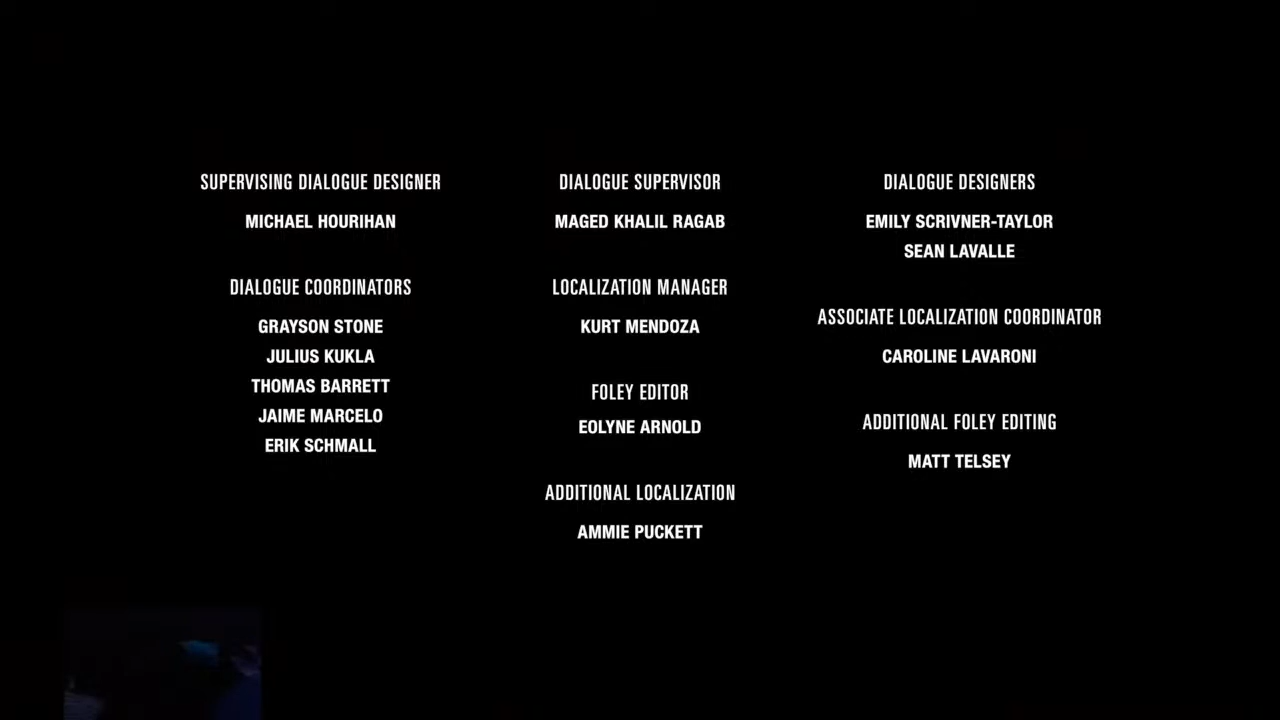 SUPERVISING DIALOGUE DESIGNER
MICHAEL HOURIHAN
DIALOGUE COORDINATORS
GRAYSON STONE
JULIUS KUKLA
THOMAS BARRETT
JAIME MARCELO
ERIK SCHMALL
DIALOGUE SUPERVISOR
MAGED KHALIL RAGAB
LOCALIZATION MANAGER
KURT MENDOZA
FOLEY EDITOR
EOLYNE ARNOLD
ADDITIONAL LOCALIZATION
AMMIE PUCKETT
DIALOGUE DESIGNERS
EMILY SCRIVNER-TAYLOR
SEAN LAVALLE
ASSOCIATE LOCALIZATION COORDINATOR
CAROLINE LAVARONI
ADDITIONAL FOLEY EDITING
MATT TELSEY